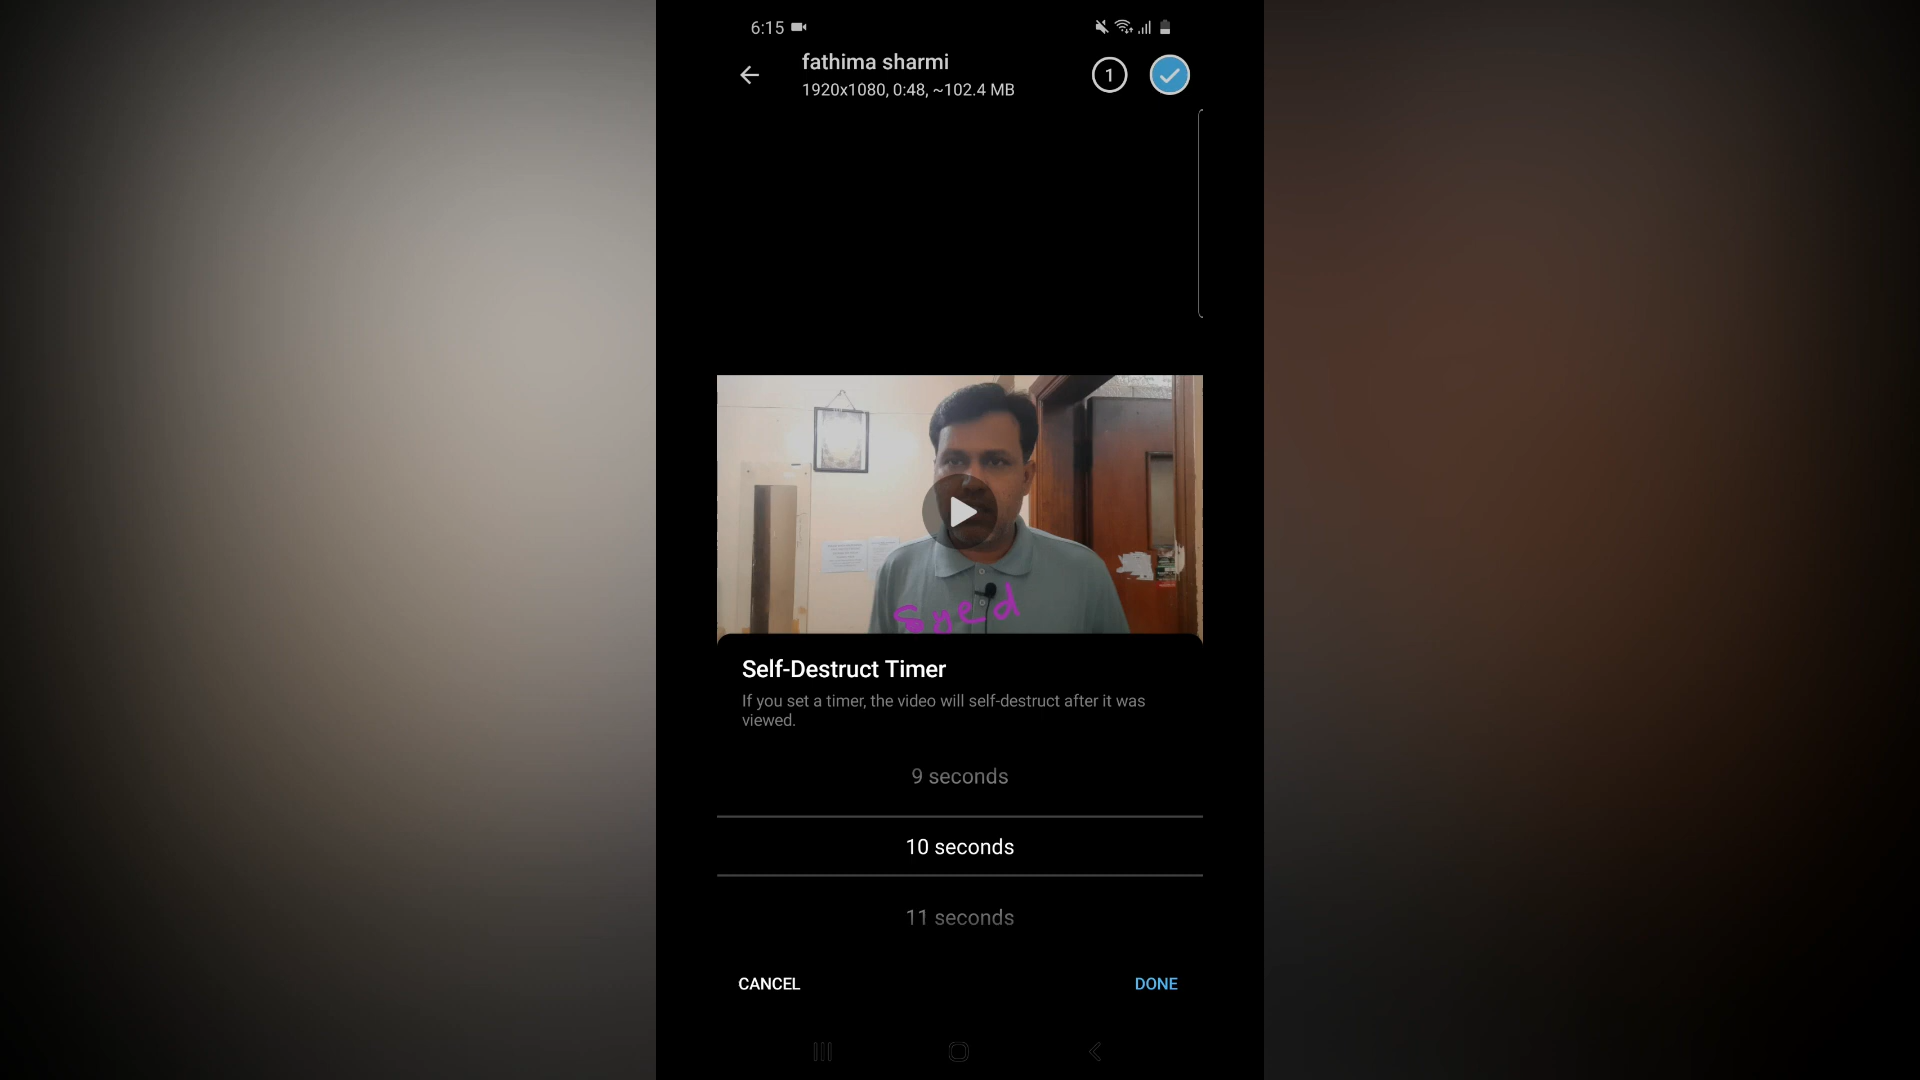 6:15
fathima sharmi
1
1920x1080, 0:48, ~102.4 MB
Syed
Self-Destruct Timer
If you set a timer, the video will self-destruct after it was
viewed.
9 seconds
10 seconds
11 seconds
CANCEL
DONE